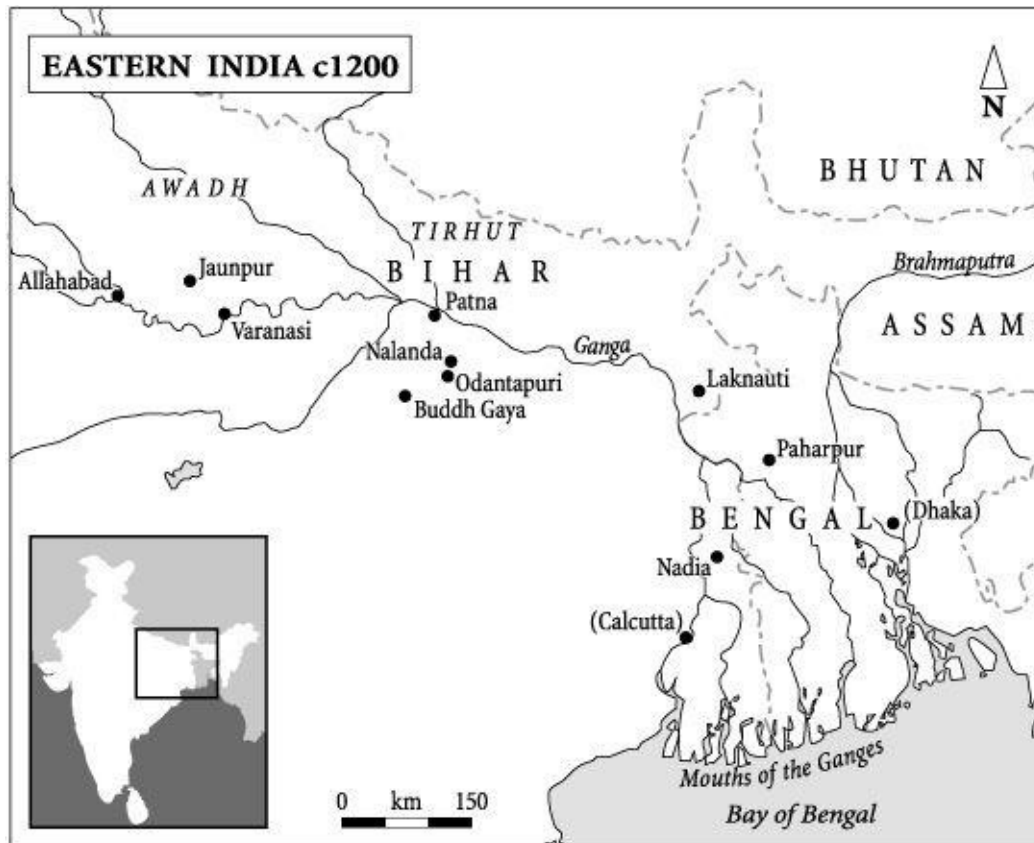 EASTERN INDIA c1200
N
BHUTAN
AWADH
TIRHUT
BIHAR
Brahmaputra
Jaunpur
Allahabad
Varanasi
Patna
ASSAM
Ganga
Nalanda
Odantapuri
Buddh Gaya
Laknauti
Paharpur
BENGAL
(Dhaka)
Nadia
(Calcutta)
Mouths of the Ganges
Bay of Bengal
0 km 150